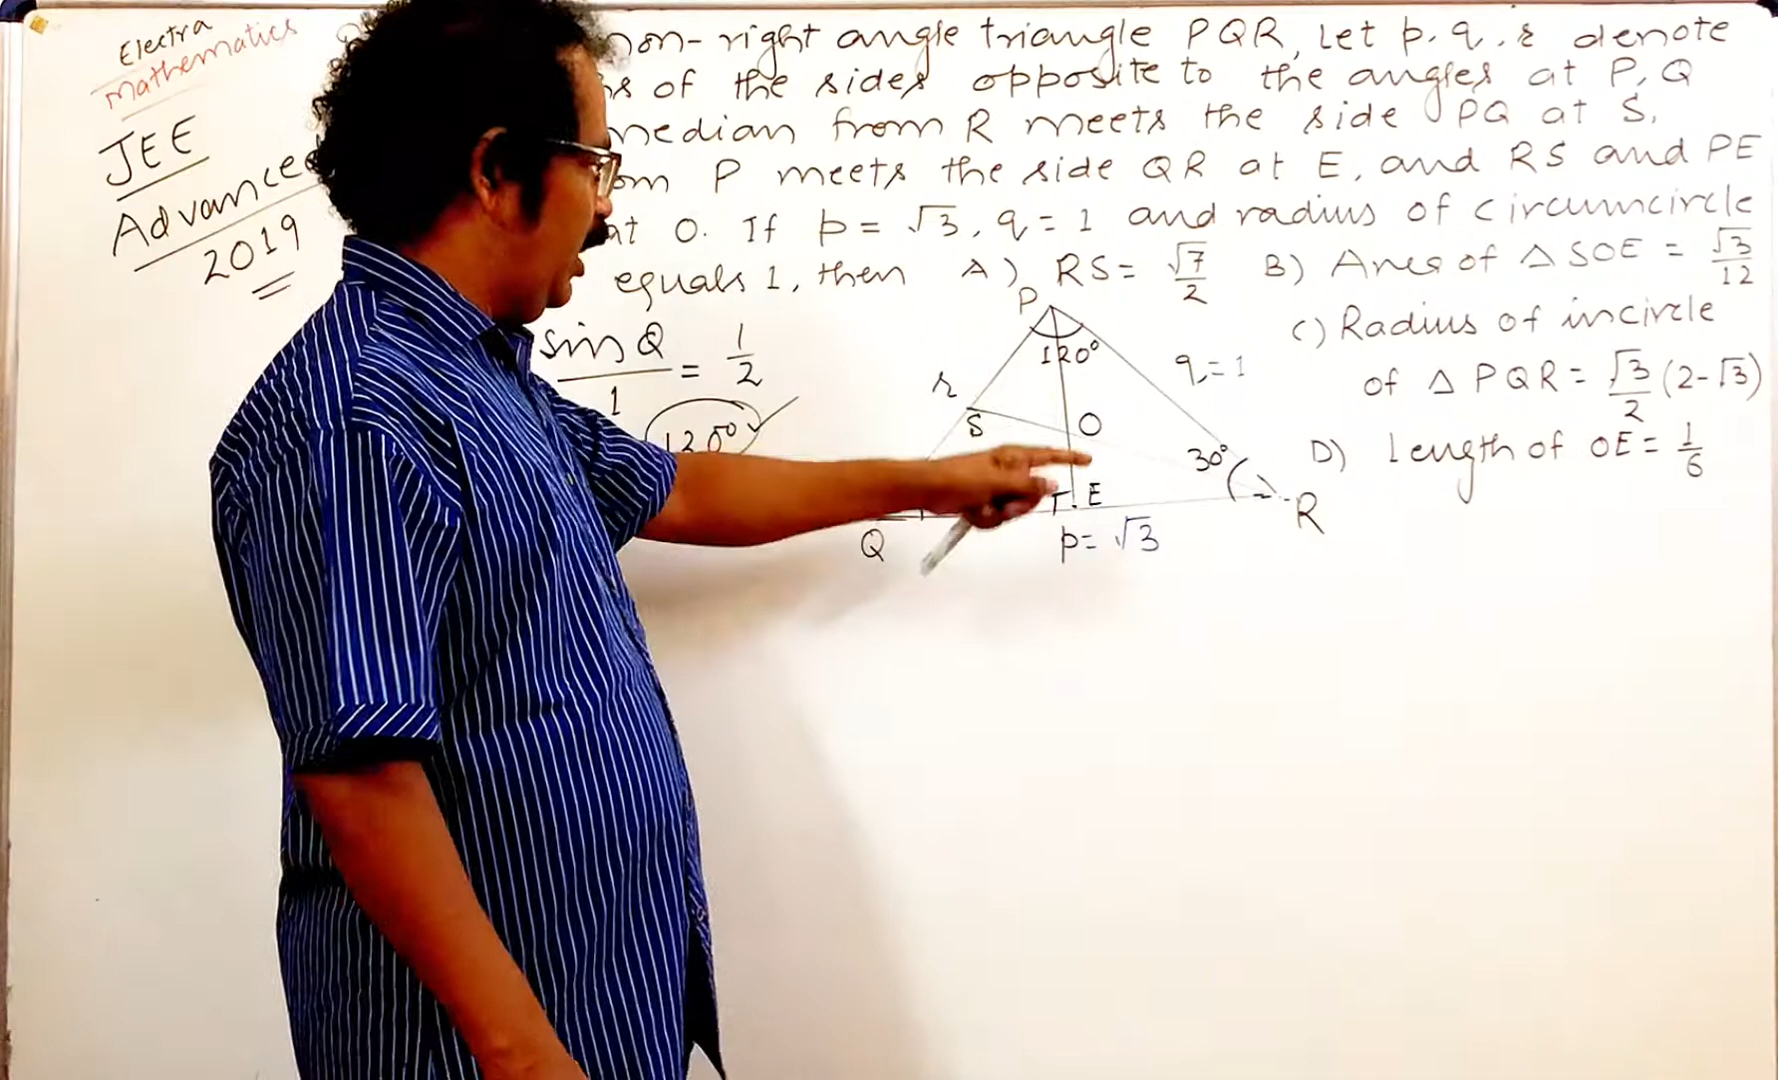 Electra
Mathematics
JEE
Advanced
2019
non-right angle triangle PQR, Let p, q, r denote
of the sides opposite to the angles at P, Q
median from R meets the side PQ at S,
P meets the side QR at E, and RS and PE
at O. If p = √3, q = 1 and radius of circumcircle
equals 1, then A) RS = √7/2 B) Area of Δ SOE = √3/12
C) Radius of incircle
of Δ PQR = √3/2 (2-√3)
D) Length of OE = 1/6
sin Q/1 = 1/2
120°
P
120°
q = 1
r
S
O
30°
E
R
Q
p = √3